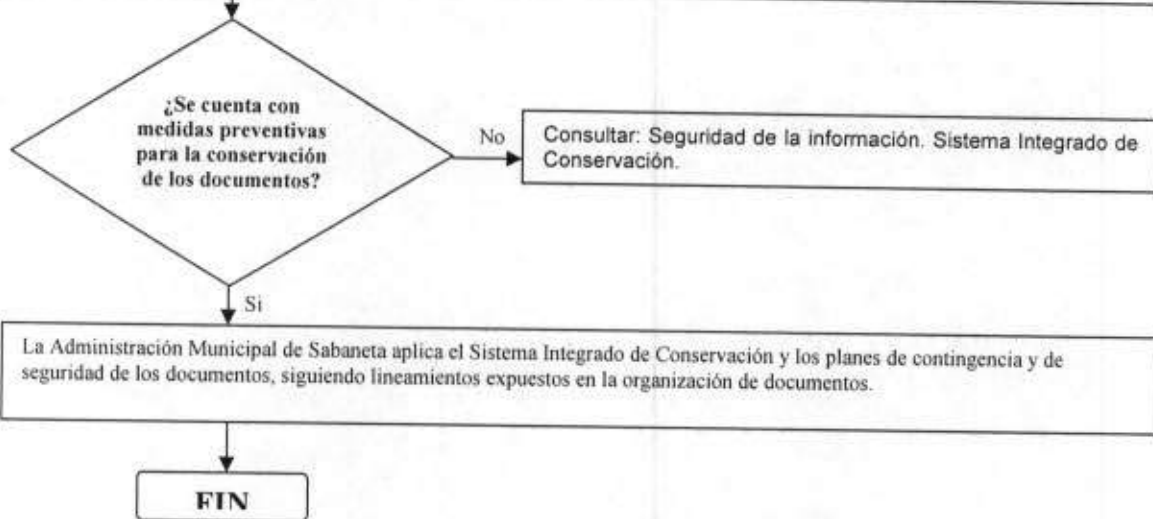 ¿Se cuenta con
medidas preventivas
para la conservación
de los documentos?
No
Consultar: Seguridad de la información. Sistema Integrado de
Conservación.
Si
La Administración Municipal de Sabaneta aplica el Sistema Integrado de Conservación y los planes de contingencia y de
seguridad de los documentos, siguiendo lineamientos expuestos en la organización de documentos.
FIN